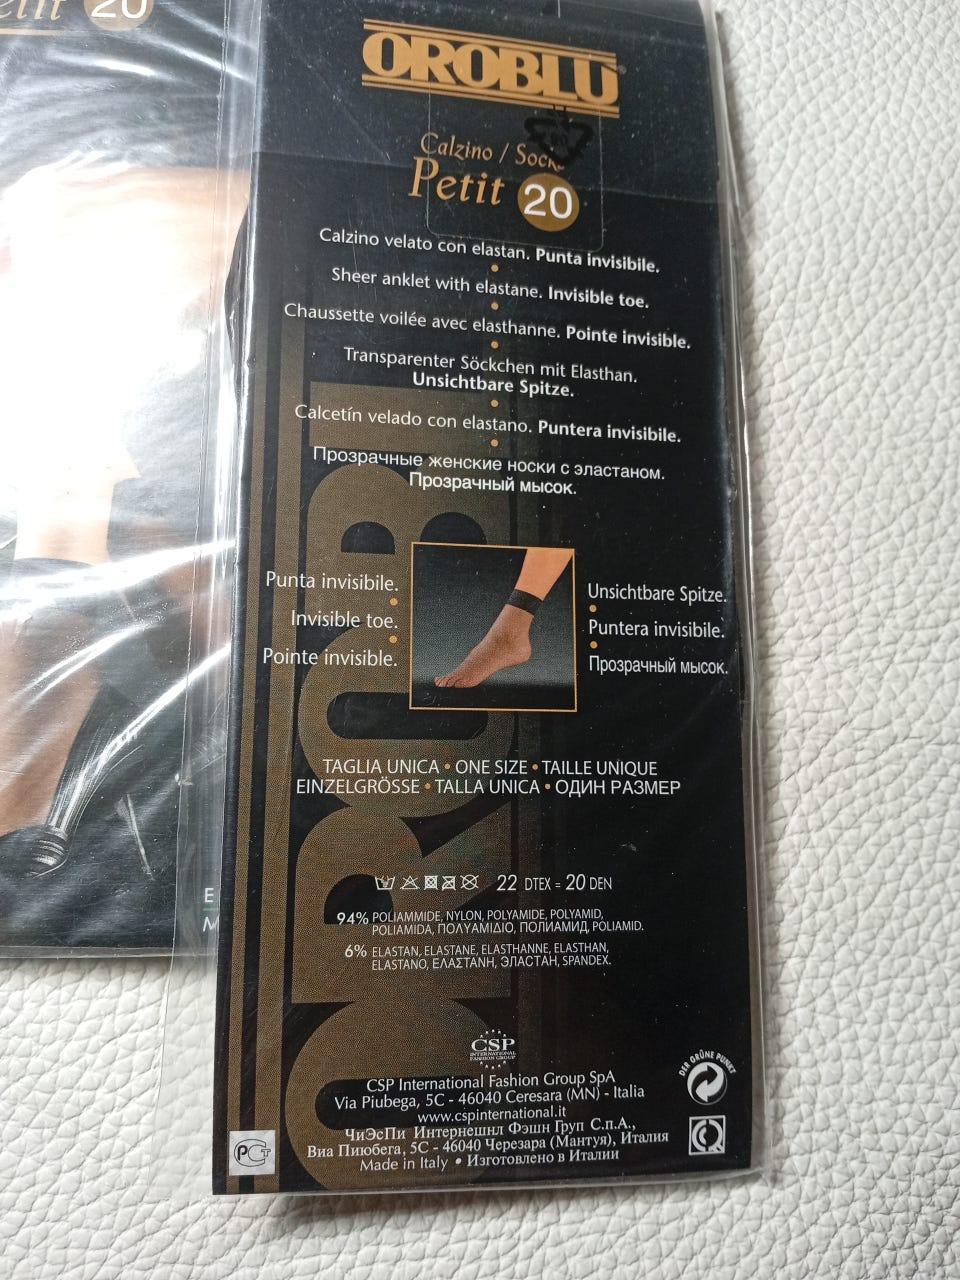 etit 20
OROBLÚ
Calzino / Socks
Petit 20
Calzino velato con elastan. Punta invisibile.
Sheer anklet with elastane. Invisible toe.
Chaussette voilée avec elasthanne. Pointe invisible.
Transparenter Söckchen mit Elasthan.
Unsichtbare Spitze.
Calcetín velado con elastano. Puntera invisibile.
Прозрачные женские носки с эластаном.
Прозрачный мысок.
Punta invisibile.
Invisible toe.
Pointe invisible.
Unsichtbare Spitze.
Puntera invisibile.
Прозрачный мысок.
TAGLIA UNICA • ONE SIZE • TAILLE UNIQUE
EINZELGRÖSSE • TALLA UNICA • ОДИН РАЗМЕР
22 DTEX = 20 DEN
94% POLIAMMIDE, NYLON, POLYAMIDE, POLYAMID,
POLIAMIDA, ΠΟΛΥΑΜΙΔΙΟ, ПОЛИАМИД, POLIAMID.
6% ELASTAN, ELASTANE, ELASTHANNE, ELASTHAN,
ELASTANO, ΕΛΑΣΤΑΝΗ, ЭЛАСТАН, SPANDEX.
CSP
INTERNATIONAL
FASHION GROUP
CSP International Fashion Group SpA
Via Piubega, 5C - 46040 Ceresara (MN) - Italia
www.cspinternational.it
ЧиЭсПи Интернешнл Фэшн Груп С.п.А.,
Виа Пиюбега, 5С - 46040 Черезара (Мантуя), Италия
Made in Italy • Изготовлено в Италии
DER GRÜNE PUNKT
РСТ
E
M